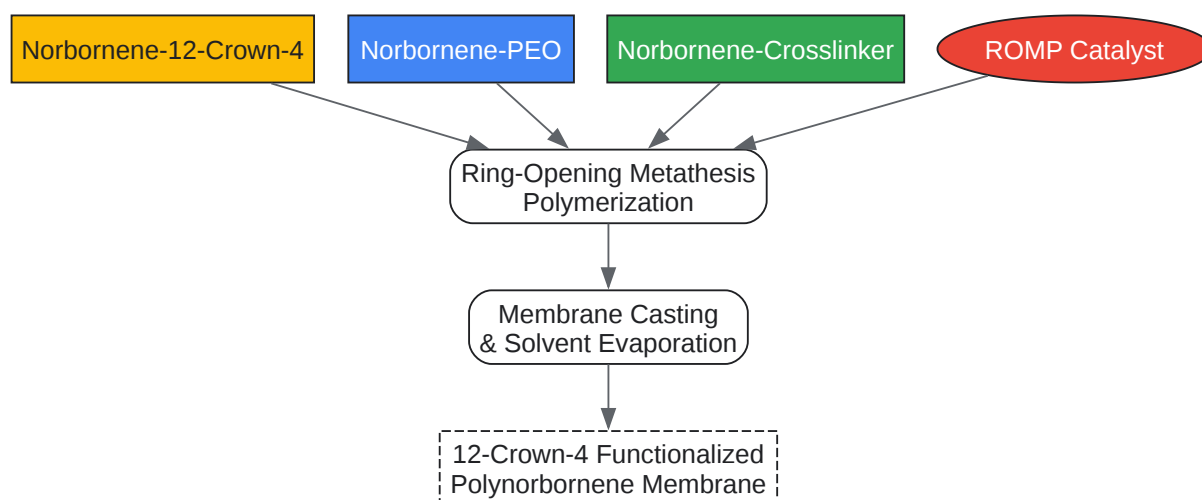 Norbornene-12-Crown-4
Norbornene-PEO
Norbornene-Crosslinker
ROMP Catalyst
Ring-Opening Metathesis
Polymerization
Membrane Casting
& Solvent Evaporation
12-Crown-4 Functionalized
Polynorbornene Membrane